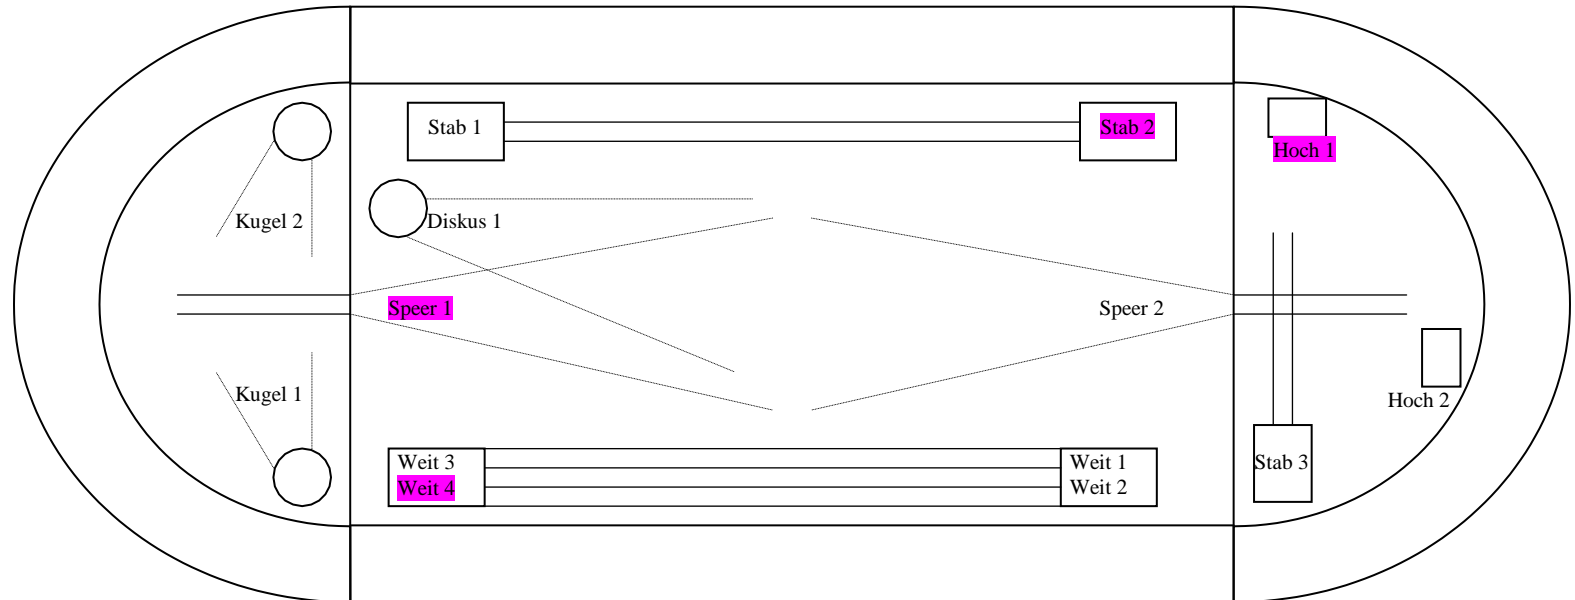 Stab 1
Stab 2
Hoch 1
Kugel 2
Diskus 1
Speer 1
Speer 2
Kugel 1
Hoch 2
Weit 3
Weit 4
Weit 1
Weit 2
Stab 3